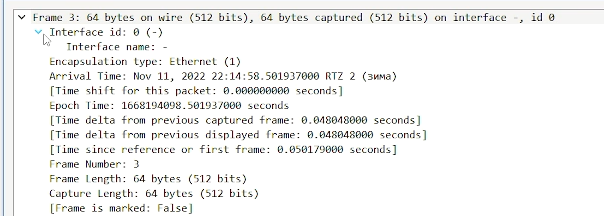 Frame 3: 64 bytes on wire (512 bits), 64 bytes captured (512 bits) on interface -, id 0
Interface id: 0 (-)
Interface name: -
Encapsulation type: Ethernet (1)
Arrival Time: Nov 11, 2022 22:14:58.501937000 RTZ 2 (зима)
[Time shift for this packet: 0.000000000 seconds]
Epoch Time: 1668194098.501937000 seconds
[Time delta from previous captured frame: 0.048048000 seconds]
[Time delta from previous displayed frame: 0.048048000 seconds]
[Time since reference or first frame: 0.050179000 seconds]
Frame Number: 3
Frame Length: 64 bytes (512 bits)
Capture Length: 64 bytes (512 bits)
[Frame is marked: False]